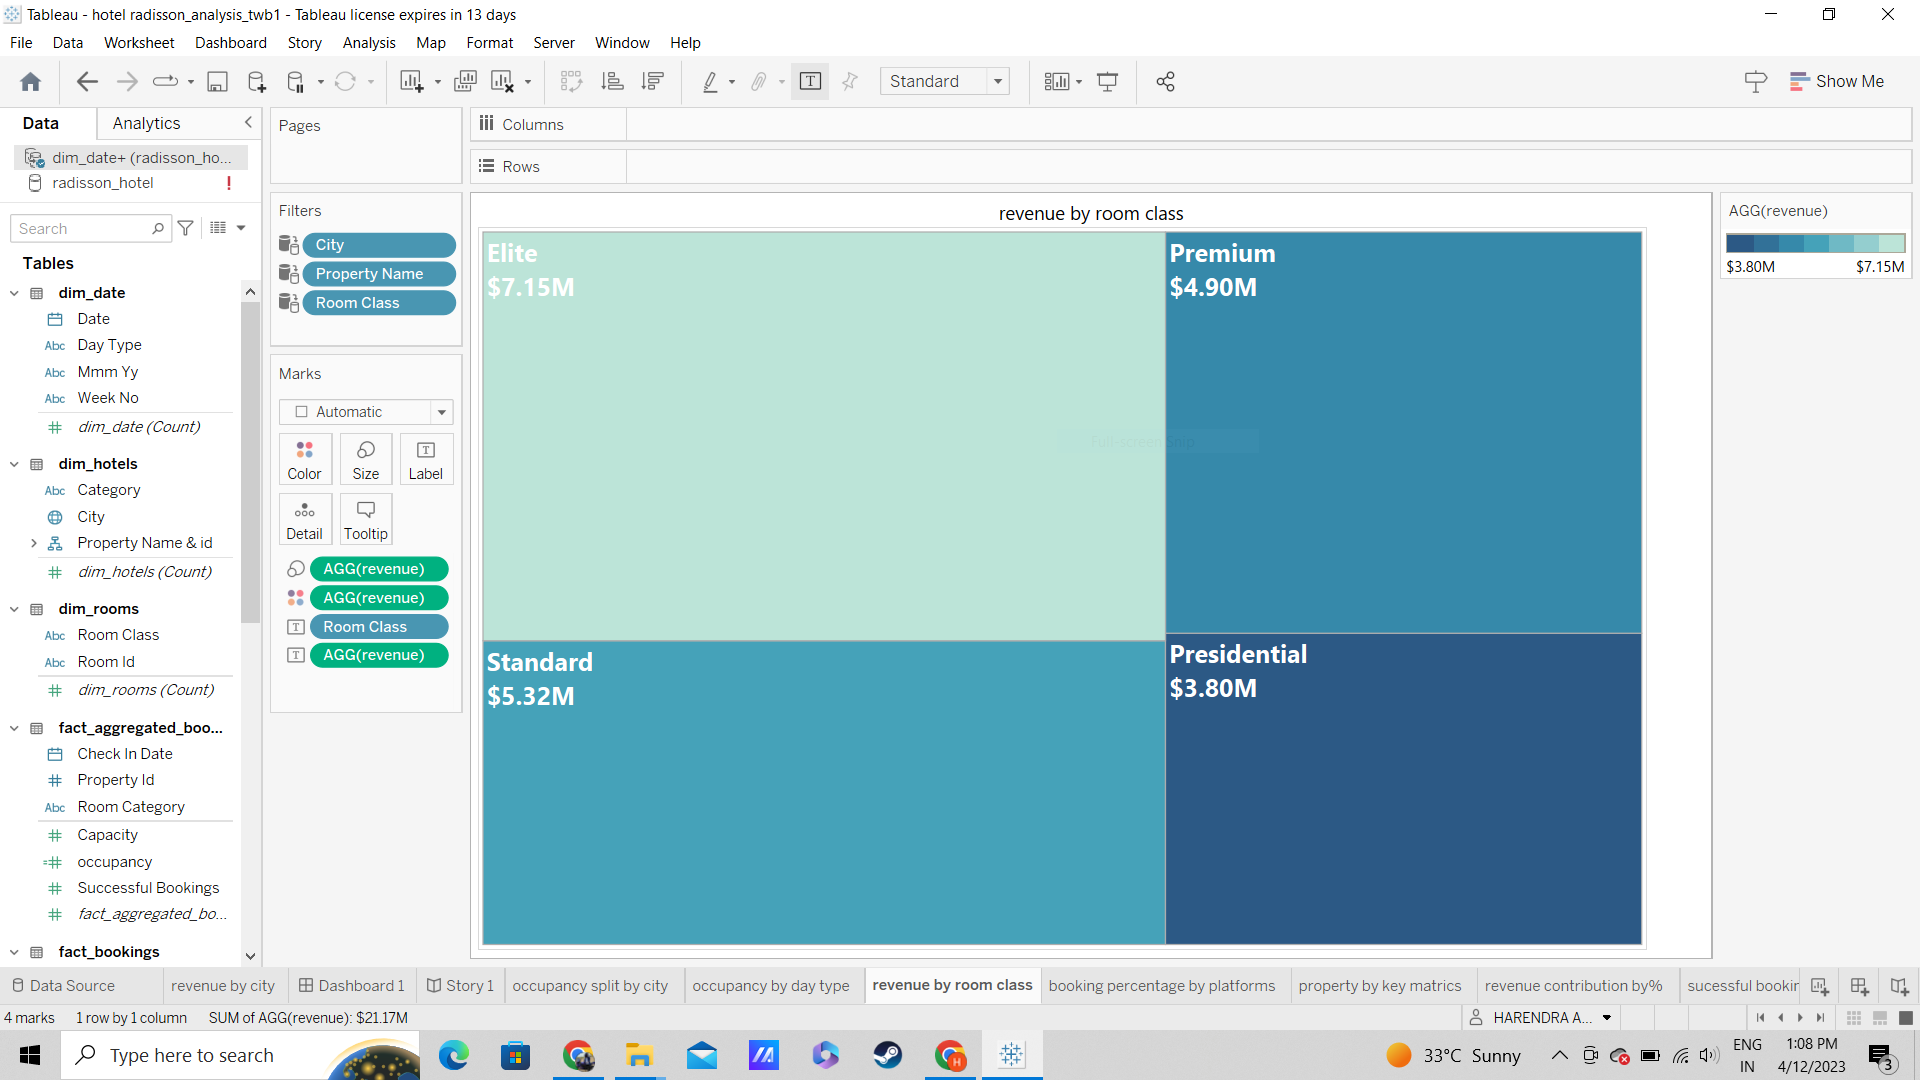 Tableau - hotel radisson_analysis_twb1 - Tableau license expires in 13 days
File Data Worksheet Dashboard Story Analysis Map Format Server Window Help
Standard
Show Me
Data Analytics
dim_date+ (radisson_ho...
radisson_hotel !
Search
Tables
dim_date
Date
Abc Day Type
Abc Mmm Yy
Abc Week No
dim_date (Count)
dim_hotels
Abc Category
City
Property Name & id
dim_hotels (Count)
dim_rooms
Abc Room Class
Abc Room Id
dim_rooms (Count)
fact_aggregated_boo...
Check In Date
Property Id
Abc Room Category
Capacity
occupancy
Successful Bookings
fact_aggregated_bo...
fact_bookings
Pages
Filters
City
Property Name
Room Class
Marks
Automatic
Color Size Label
Detail Tooltip
AGG(revenue)
AGG(revenue)
Room Class
AGG(revenue)
Columns
Rows
revenue by room class
Elite
$7.15M
Premium
$4.90M
Full-screen Snip
Standard
$5.32M
Presidential
$3.80M
AGG(revenue)
$3.80M $7.15M
Data Source revenue by city Dashboard 1 Story 1 occupancy split by city occupancy by day type revenue by room class booking percentage by platforms property by key matrics revenue contribution by% sucessful bookin
4 marks 1 row by 1 column SUM of AGG(revenue): $21.17M
HARENDRA A...
Type here to search
33°C Sunny
ENG
IN
1:08 PM
4/12/2023
3